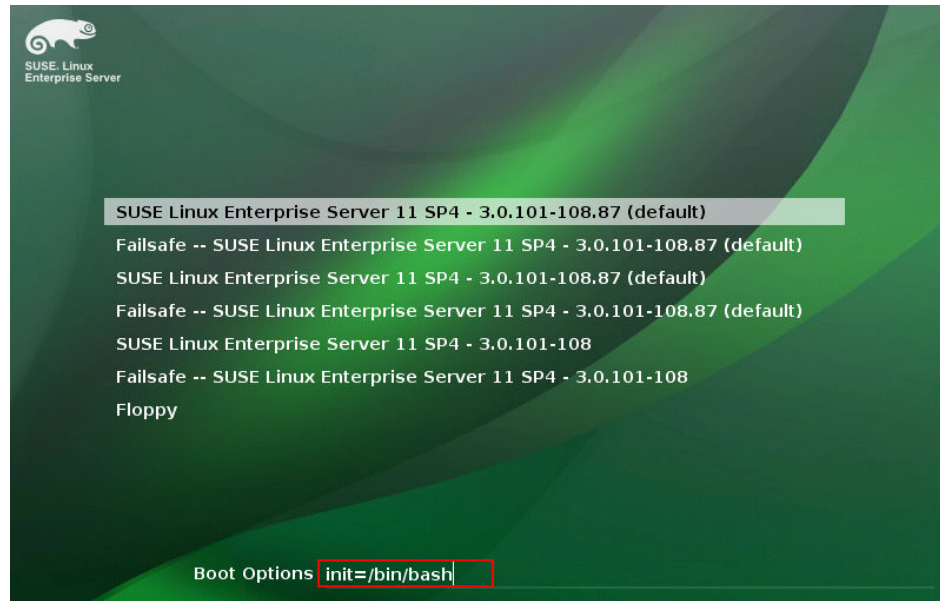 SUSE. Linux
Enterprise Server
SUSE Linux Enterprise Server 11 SP4 - 3.0.101-108.87 (default)
Failsafe -- SUSE Linux Enterprise Server 11 SP4 - 3.0.101-108.87 (default)
SUSE Linux Enterprise Server 11 SP4 - 3.0.101-108.87 (default)
Failsafe -- SUSE Linux Enterprise Server 11 SP4 - 3.0.101-108.87 (default)
SUSE Linux Enterprise Server 11 SP4 - 3.0.101-108
Failsafe -- SUSE Linux Enterprise Server 11 SP4 - 3.0.101-108
Floppy
Boot Options init=/bin/bash